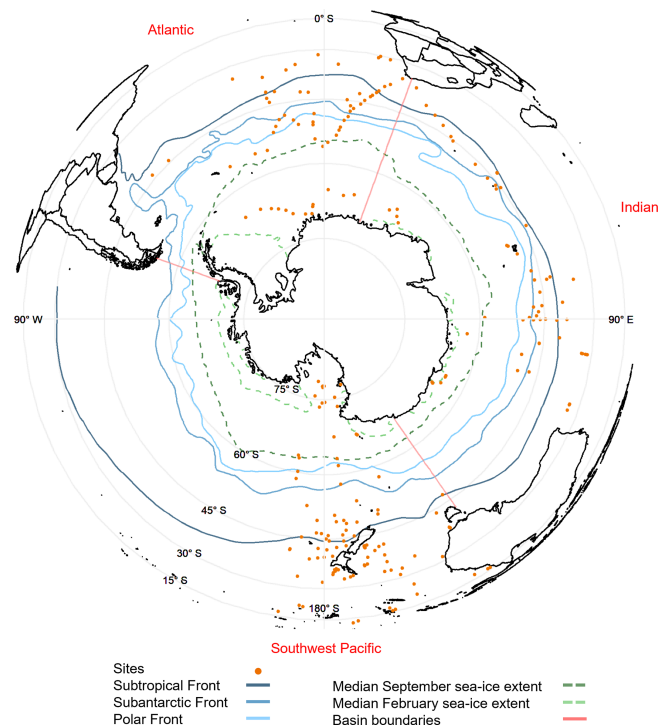 0° S
Atlantic
Indian
90° W
90° E
75° S
60° S
45° S
30° S
15° S
180° S
Southwest Pacific
Sites
Subtropical Front
Subantarctic Front
Polar Front
Median September sea-ice extent
Median February sea-ice extent
Basin boundaries